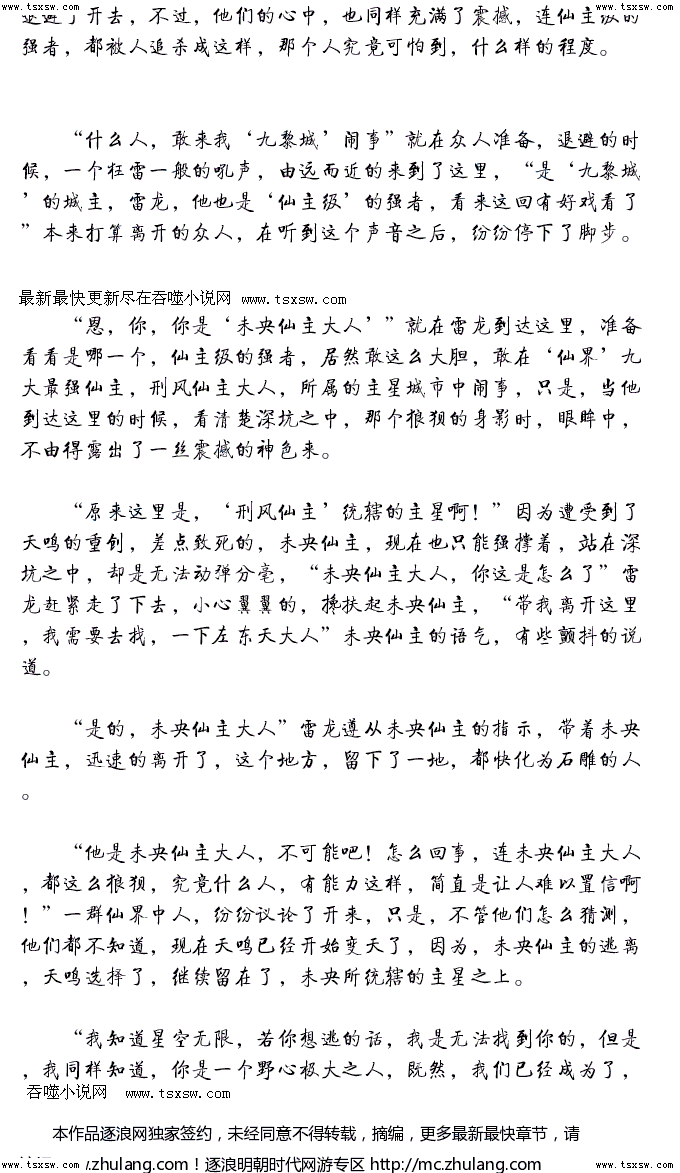 www.tsxsw.com www.tsxsw.com
退避了开去，不过，他们的心中，也同样充满了震撼，连仙主级的
强者，都被人追杀成这样，那个人究竟可怕到，什么样的程度。
“什么人，敢来我‘九黎城’闹事”就在众人准备，退避的时
候，一个枉雷一般的吼声，由远而近的来到了这里，“是‘九黎城
’的城主，雷龙，他也是‘仙主级’的强者，看来这回有好戏看了
”本来打算离开的众人，在听到这个声音之后，纷纷停下了脚步。
最新最快更新尽在吞噬小说网 www.tsxsw.com
“恩，你，你是‘未央仙主大人’”就在雷龙到达这里，准备
看看是哪一个，仙主级的强者，居然敢这么大胆，敢在‘仙界’九
大最强仙主，刑风仙主大人，所属的主星城市中闹事，只是，当他
到达这里的时候，看清楚深坑之中，那个狼狈的身影时，眼眸中，
不由得露出了一丝震撼的神色来。
“原来这里是，‘刑风仙主’统辖的主星啊！”因为遭受到了
天鸣的重创，差点致死的，未央仙主，现在也只能强撑着，站在深
坑之中，却是无法动弹分毫，“未央仙主大人，你这是怎么了”雷
龙赶紧走了下去，小心翼翼的，搀扶起未央仙主，“带我离开这里
，我需要去找，一下左东天大人”未央仙主的语气，有些颤抖的说
道。
“是的，未央仙主大人”雷龙遵从未央仙主的指示，带着未央
仙主，迅速的离开了，这个地方，留下了一地，都快化为石雕的人
。
“他是未央仙主大人，不可能吧！怎么回事，连未央仙主大人
，都这么狼狈，究竟什么人，有能力这样，简直是让人难以置信啊
！”一群仙界中人，纷纷议论了开来，只是，不管他们怎么猜测，
他们都不知道，现在天鸣已经开始变天了，因为，未央仙主的逃离
，天鸣选择了，继续留在了，未央所统辖的主星之上。
“我知道星空无限，若你想逃的话，我是无法找到你的，但是
，我同样知道，你是一个野心极大之人，既然，我们已经成为了，
吞噬小说网 www.tsxsw.com
本作品逐浪网独家签约，未经同意不得转载，摘编，更多最新最快章节，请
.zhulang.com！逐浪明朝时代网游专区 http://mc.zhulang.com/
www.tsxsw.com www.tsxsw.com